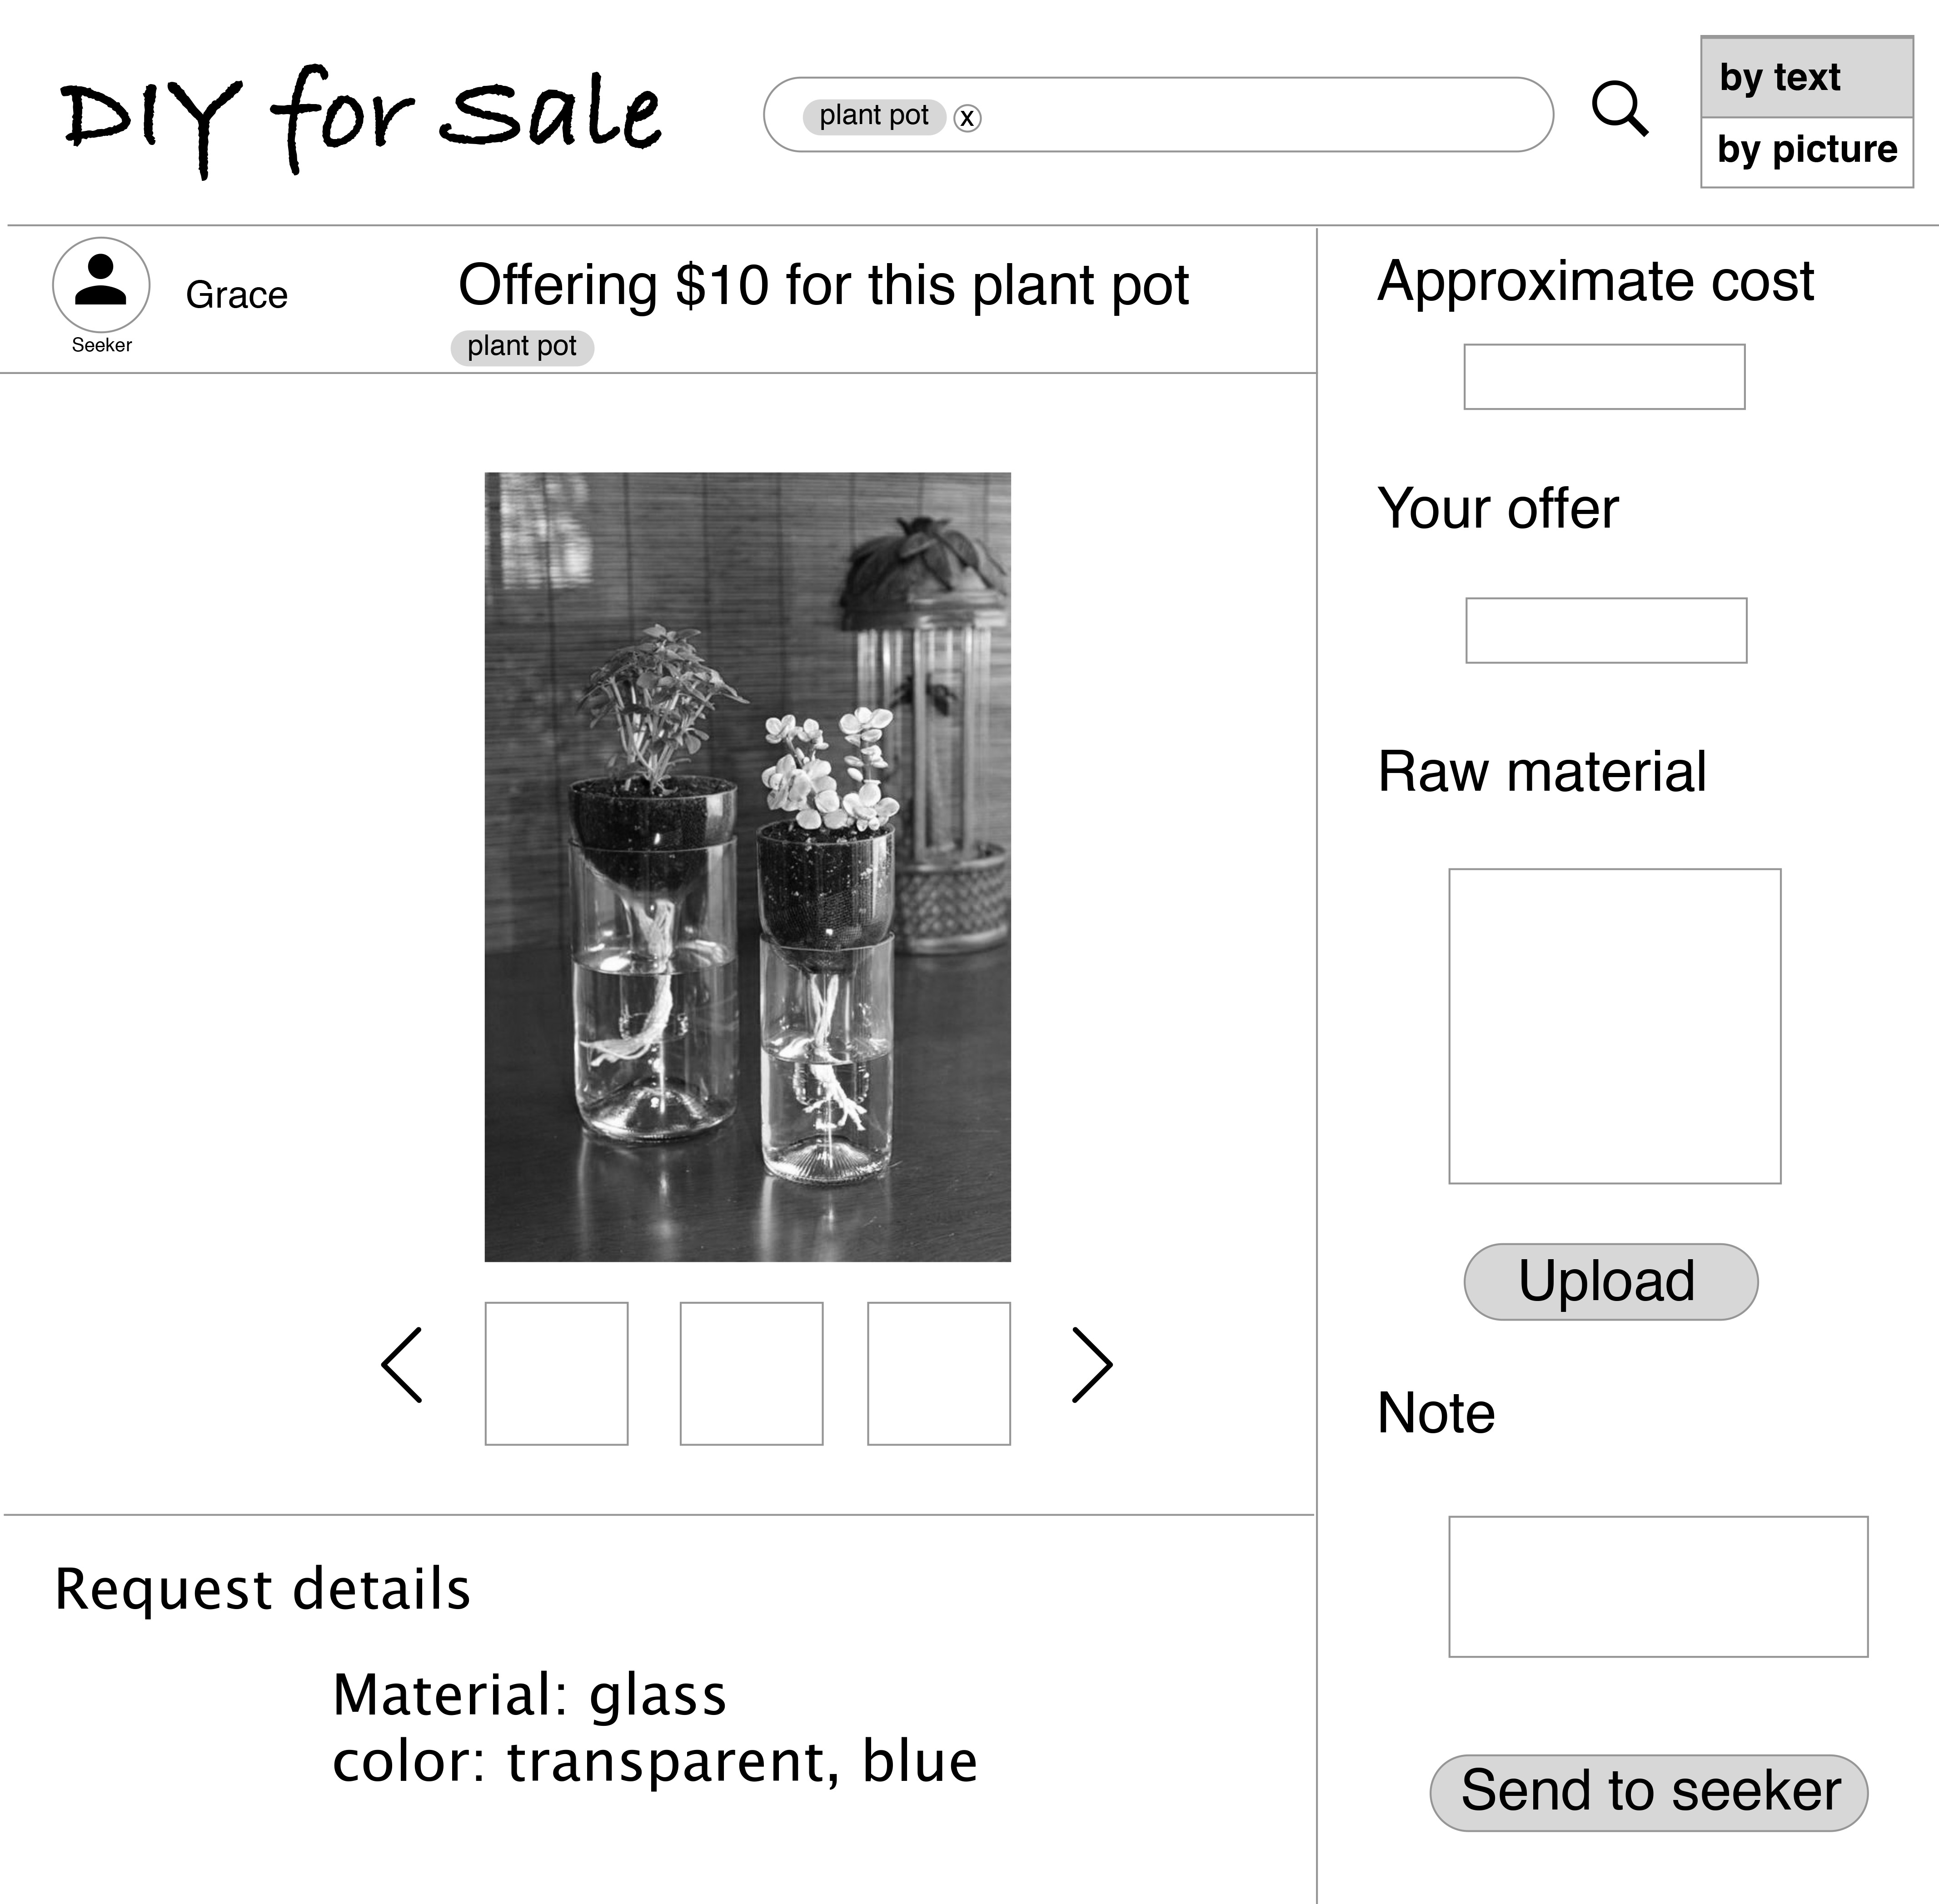 DIY for Sale
plant pot x
by text
by picture
Grace
Seeker
Offering $10 for this plant pot
plant pot
Approximate cost
Your offer
Raw material
Upload
Note
Send to seeker
Request details
Material: glass
color: transparent, blue